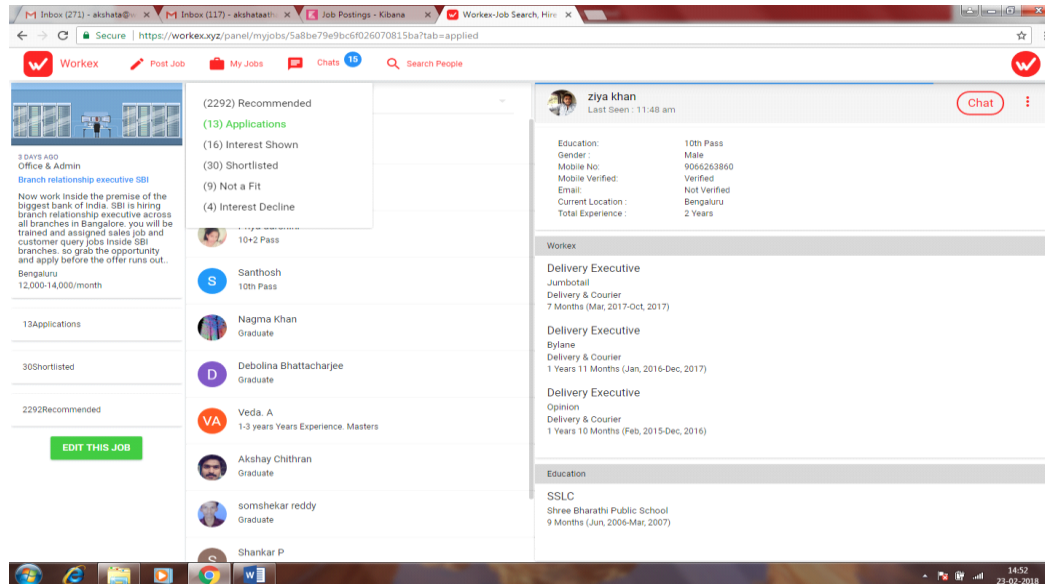 Inbox (271) - akshata@
Inbox (117) - akshataath
Job Postings - Kibana
Workex-Job Search, Hire
Secure | https://workex.xyz/panel/myjobs/5a8be79e9bc6f026070815ba?tab=applied
Workex
Post Job
My Jobs
Chats 15
Search People
3 DAYS AGO
Office & Admin
Branch relationship executive SBI
Now work Inside the premise of the
biggest bank of India. SBI is hiring
branch relationship executive across
all branches in Bangalore. you will be
trained and assigned sales job and
customer query jobs Inside SBI
branches. so grab the opportunity
and apply before the offer runs out..
Bengaluru
12,000-14,000/month
13Applications
30Shortlisted
2292Recommended
EDIT THIS JOB
(2292) Recommended
(13) Applications
(16) Interest Shown
(30) Shortlisted
(9) Not a Fit
(4) Interest Decline
10+2 Pass
S
Santhosh
10th Pass
Nagma Khan
Graduate
D
Debolina Bhattacharjee
Graduate
VA
Veda. A
1-3 years Years Experience. Masters
Akshay Chithran
Graduate
somshekar reddy
Graduate
S
Shankar P
ziya khan
Last Seen : 11:48 am
Chat
Education: 10th Pass
Gender : Male
Mobile No: 9066263860
Mobile Verified: Verified
Email: Not Verified
Current Location : Bengaluru
Total Experience : 2 Years
Workex
Delivery Executive
Jumbotail
Delivery & Courier
7 Months (Mar, 2017-Oct, 2017)
Delivery Executive
Bylane
Delivery & Courier
1 Years 11 Months (Jan, 2016-Dec, 2017)
Delivery Executive
Opinion
Delivery & Courier
1 Years 10 Months (Feb, 2015-Dec, 2016)
Education
SSLC
Shree Bharathi Public School
9 Months (Jun, 2006-Mar, 2007)
14:52
23-02-2018